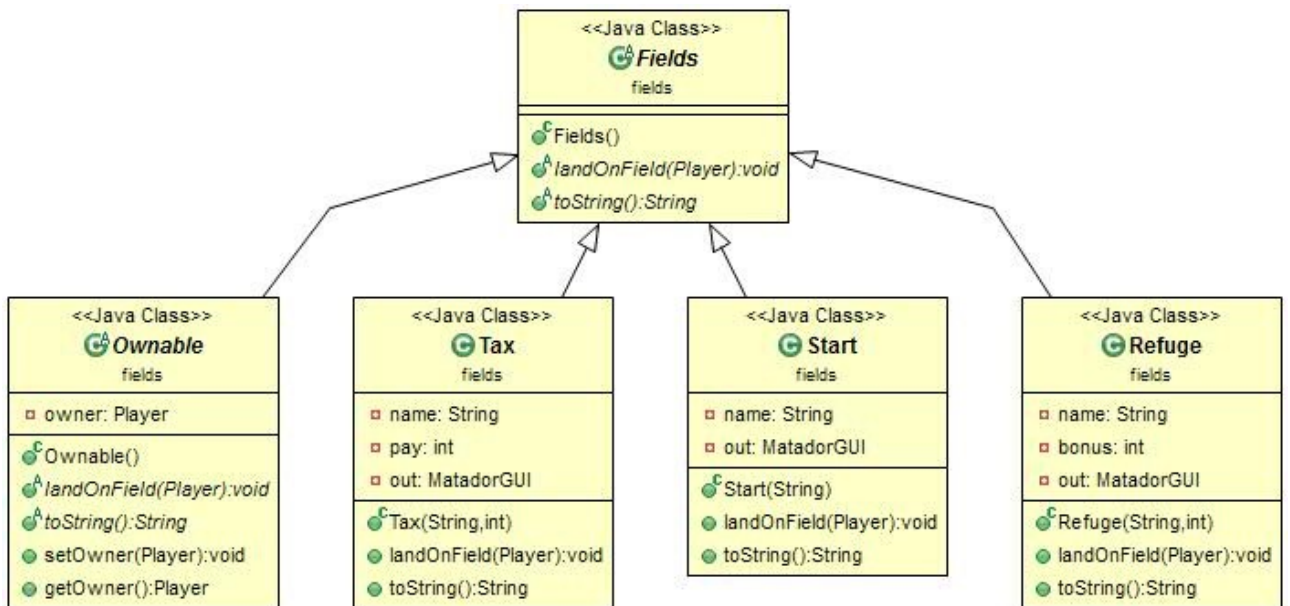 <<Java Class>>
Fields
fields
Fields()
landOnField(Player):void
toString():String
<<Java Class>>
Ownable
fields
owner: Player
Ownable()
landOnField(Player):void
toString():String
setOwner(Player):void
getOwner():Player
<<Java Class>>
Tax
fields
name: String
pay: int
out: MatadorGUI
Tax(String,int)
landOnField(Player):void
toString():String
<<Java Class>>
Start
fields
name: String
out: MatadorGUI
Start(String)
landOnField(Player):void
toString():String
<<Java Class>>
Refuge
fields
name: String
bonus: int
out: MatadorGUI
Refuge(String,int)
landOnField(Player):void
toString():String